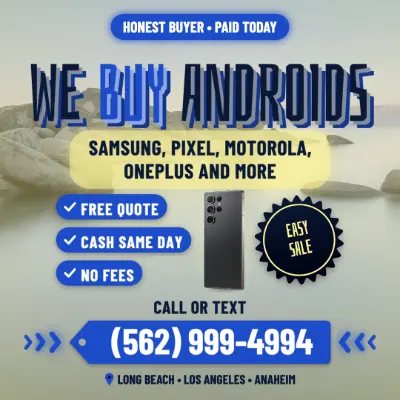 HONEST BUYER • PAID TODAY
WE BUY ANDROIDS
SAMSUNG, PIXEL, MOTOROLA,
ONEPLUS AND MORE
FREE QUOTE
CASH SAME DAY
NO FEES
EASY
SALE
CALL OR TEXT
(562) 999-4994
LONG BEACH • LOS ANGELES • ANAHEIM